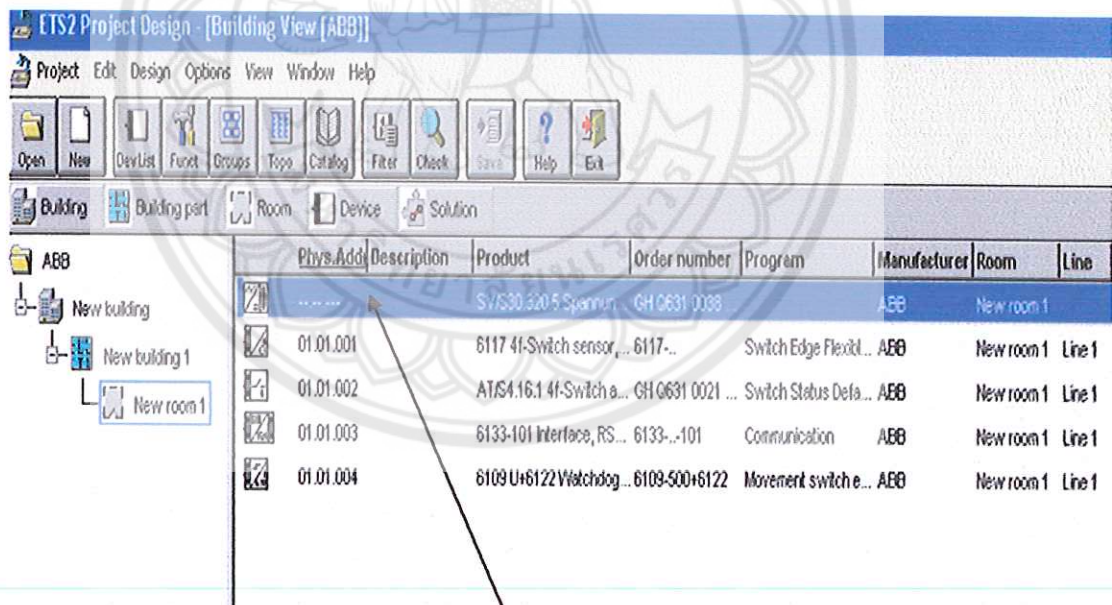 ETS2 Project Design - [Building View [ABB]]
Project Edit Design Options View Window Help
Open New DevList Funct Groups Topo Catalog Filter Check Save Help Exit
Building Building part Room Device Solution
ABB
New building
New building 1
New room 1
Phys.Addr Description Product Order number Program Manufacturer Room Line
--.--.--- SV/S30.320.5 Spannun... GH Q631 0038 ABB New room 1
01.01.001 6117 4f-Switch sensor,... 6117-.. Switch Edge Flexibl... ABB New room 1 Line 1
01.01.002 AT/S4.16.1 4f-Switch a... GH Q631 0021 ... Switch Status Defa... ABB New room 1 Line 1
01.01.003 6133-101 Interface, RS... 6133-..-101 Communication ABB New room 1 Line 1
01.01.004 6109 U+6122 Watchdog... 6109-500+6122 Movement switch e... ABB New room 1 Line 1